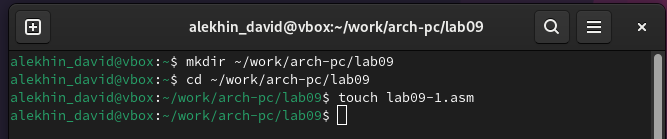 alekhin_david@vbox:~/work/arch-pc/lab09
alekhin_david@vbox:~$ mkdir ~/work/arch-pc/lab09
alekhin_david@vbox:~$ cd ~/work/arch-pc/lab09
alekhin_david@vbox:~/work/arch-pc/lab09$ touch lab09-1.asm
alekhin_david@vbox:~/work/arch-pc/lab09$